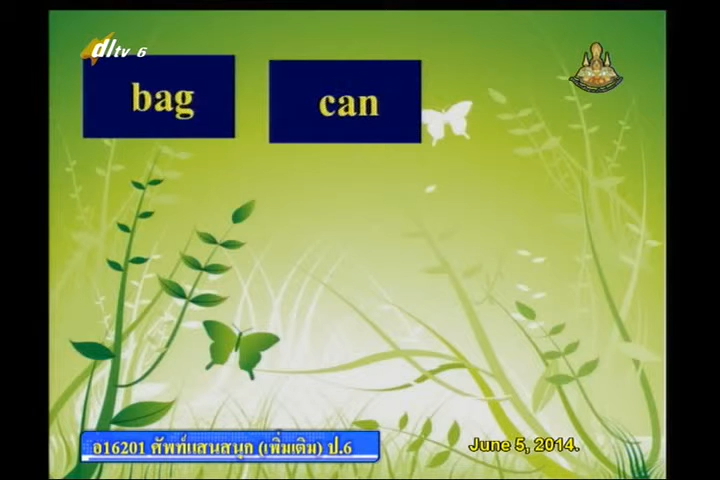 dltv 6
bag
can
อ16201 ศัพท์แสนสนุก (เพิ่มเติม) ป.6
June 5, 2014.